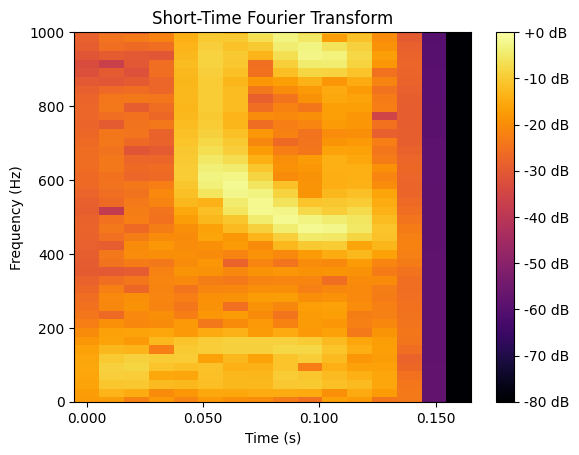 Short-Time Fourier Transform
1000
800
600
400
200
0
Frequency (Hz)
0.000
0.050
0.100
0.150
Time (s)
+0 dB
-10 dB
-20 dB
-30 dB
-40 dB
-50 dB
-60 dB
-70 dB
-80 dB